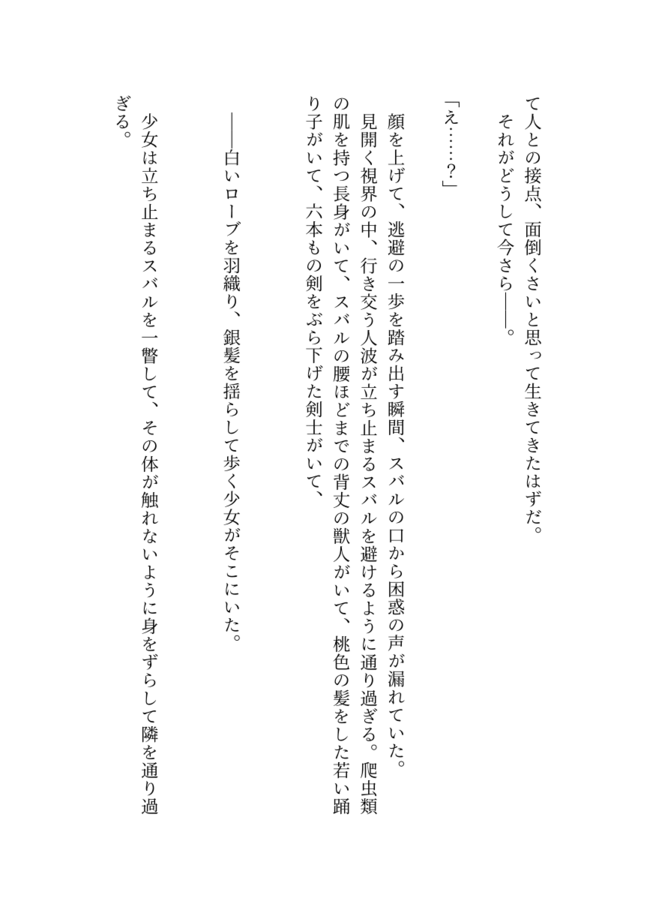 て人との接点、面倒くさいと思って生きてきたはずだ。
それがどうして今さら――。
「え……？」
顔を上げて、逃避の一歩を踏み出す瞬間、スバルの口から困惑の声が漏れていた。
見開く視界の中、行き交う人波が立ち止まるスバルを避けるように通り過ぎる。爬虫類
の肌を持つ長身がいて、スバルの腰ほどまでの背丈の獣人がいて、桃色の髪をした若い踊
り子がいて、六本もの剣をぶら下げた剣士がいて、
――白いローブを羽織り、銀髪を揺らして歩く少女がそこにいた。
少女は立ち止まるスバルを一瞥して、その体が触れないように身をずらして隣を通り過
ぎる。